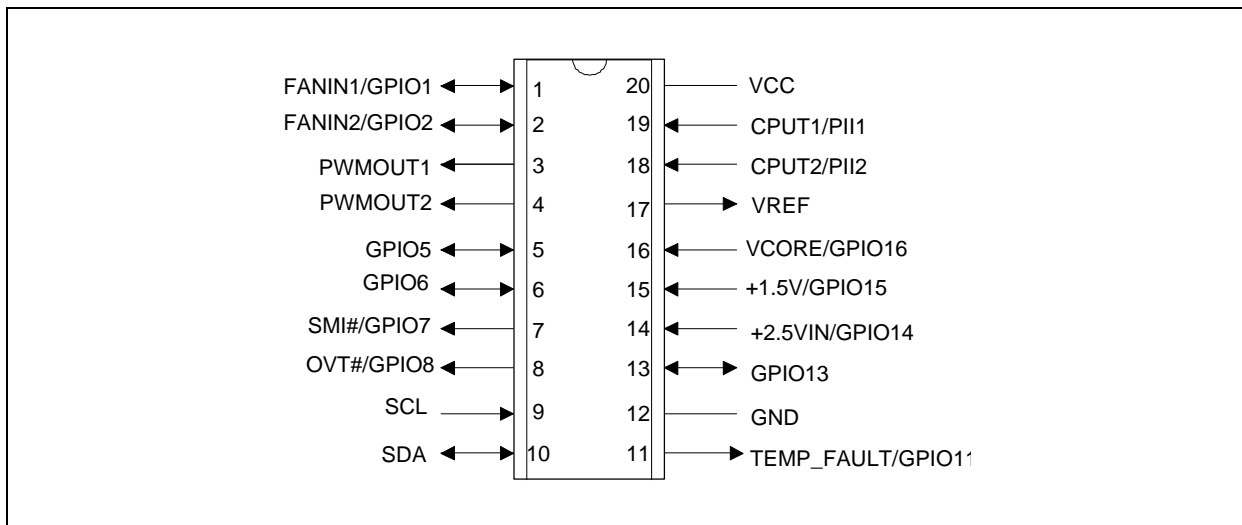 FANIN1/GPIO1 1 20 VCC
FANIN2/GPIO2 2 19 CPUT1/PII1
PWMOUT1 3 18 CPUT2/PII2
PWMOUT2 4 17 VREF
GPIO5 5 16 VCORE/GPIO16
GPIO6 6 15 +1.5V/GPIO15
SMI#/GPIO7 7 14 +2.5VIN/GPIO14
OVT#/GPIO8 8 13 GPIO13
SCL 9 12 GND
SDA 10 11 TEMP_FAULT/GPIO11